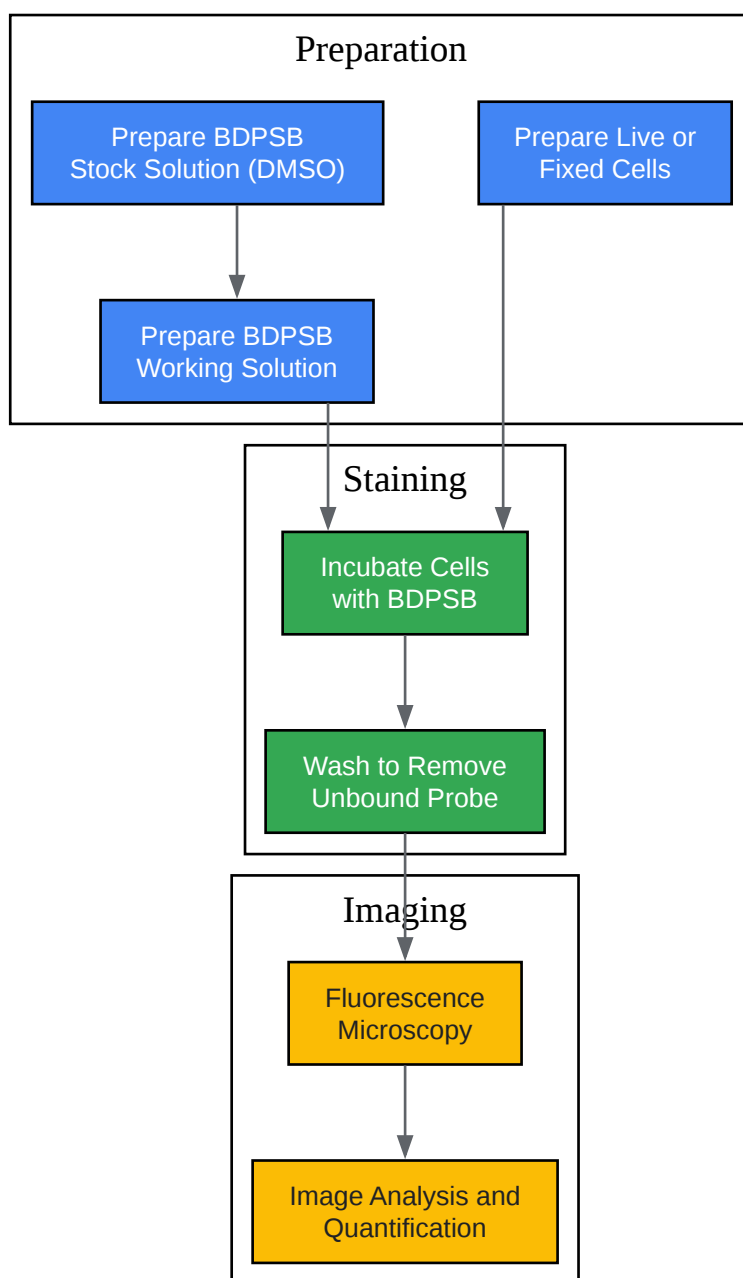 Preparation
Prepare BDPSB
Stock Solution (DMSO)
Prepare Live or
Fixed Cells
Prepare BDPSB
Working Solution
Staining
Incubate Cells
with BDPSB
Wash to Remove
Unbound Probe
Imaging
Fluorescence
Microscopy
Image Analysis and
Quantification